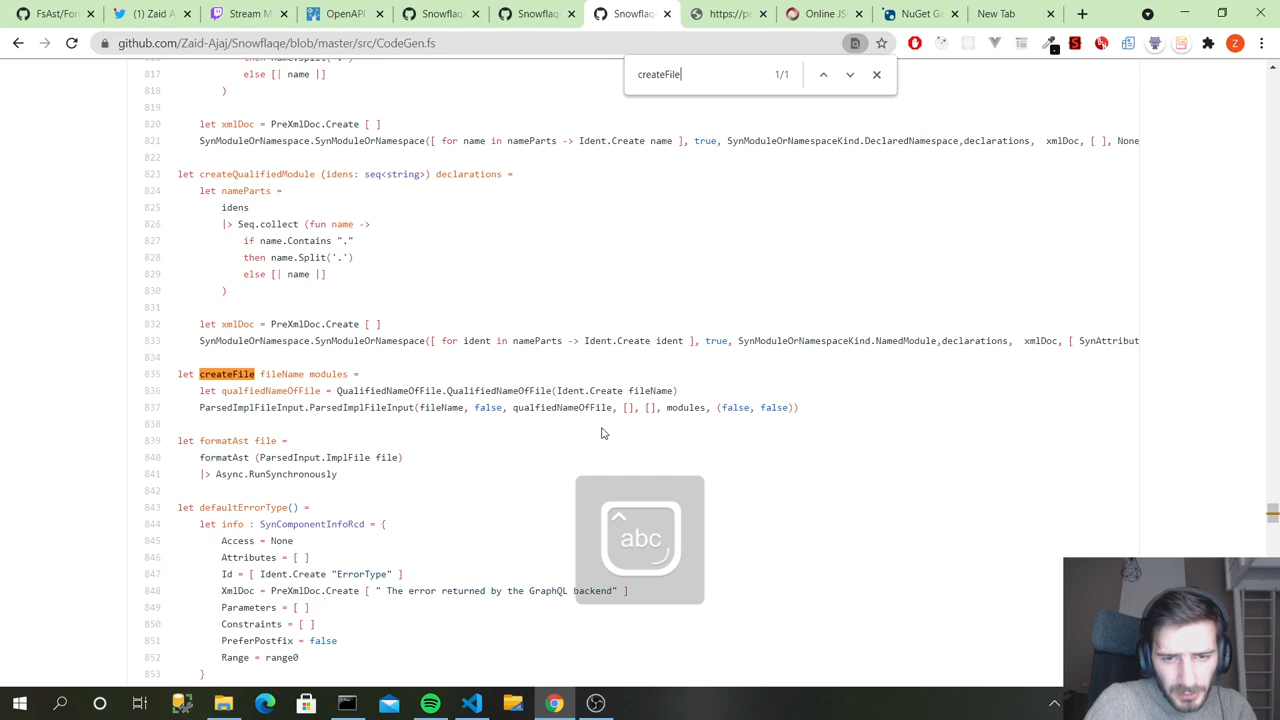 FsAst/For
(1) Zaid A
Snowflaqe
Snowflaqe
Snowflaqe
https://pe
Online JS
NuGet Ga
New Tab
github.com/Zaid-Ajaj/Snowflaqe/blob/master/src/CodeGen.fs
Z
createFile
1/1
817 else [| name |]
818 )
819
820 let xmlDoc = PreXmlDoc.Create [ ]
821 SynModuleOrNamespace.SynModuleOrNamespace([ for name in nameParts -> Ident.Create name ], true, SynModuleOrNamespaceKind.DeclaredNamespace,declarations,  xmlDoc, [ ], None
822
823 let createQualifiedModule (idens: seq<string>) declarations =
824 let nameParts =
825 idens
826 |> Seq.collect (fun name ->
827 if name.Contains "."
828 then name.Split('.')
829 else [| name |]
830 )
831
832 let xmlDoc = PreXmlDoc.Create [ ]
833 SynModuleOrNamespace.SynModuleOrNamespace([ for ident in nameParts -> Ident.Create ident ], true, SynModuleOrNamespaceKind.NamedModule,declarations,  xmlDoc, [ SynAttribut
834
835 let createFile fileName modules =
836 let qualfiedNameOfFile = QualifiedNameOfFile.QualifiedNameOfFile(Ident.Create fileName)
837 ParsedImplFileInput.ParsedImplFileInput(fileName, false, qualfiedNameOfFile, [], [], modules, (false, false))
838
839 let formatAst file =
840 formatAst (ParsedInput.ImplFile file)
841 |> Async.RunSynchronously
842
843 let defaultErrorType() =
844 let info : SynComponentInfoRcd = {
845 Access = None
846 Attributes = [ ]
847 Id = [ Ident.Create "ErrorType" ]
848 XmlDoc = PreXmlDoc.Create [ " The error returned by the GraphQL backend" ]
849 Parameters = [ ]
850 Constraints = [ ]
851 PreferPostfix = false
852 Range = range0
853 }
abc